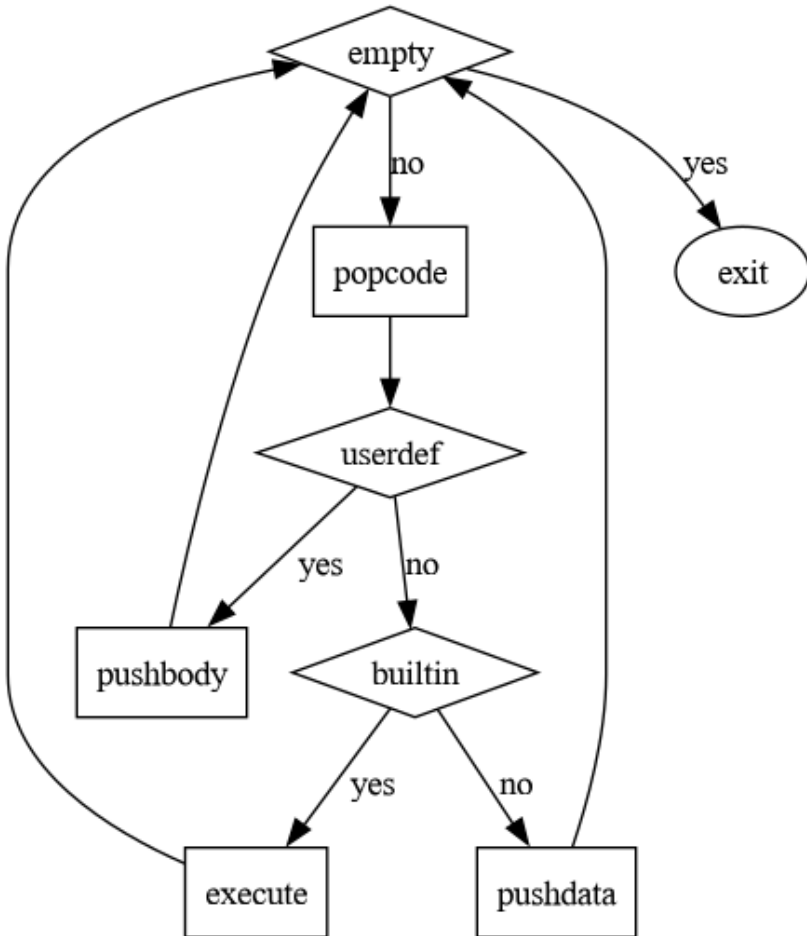 empty
no
yes
popcode
exit
userdef
yes
no
pushbody
builtin
yes
no
execute
pushdata